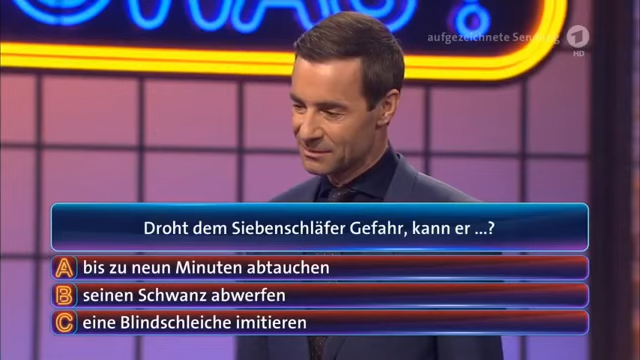 aufgezeichnete Sendung
HD
Droht dem Siebenschläfer Gefahr, kann er ...?
A bis zu neun Minuten abtauchen
B seinen Schwanz abwerfen
C eine Blindschleiche imitieren